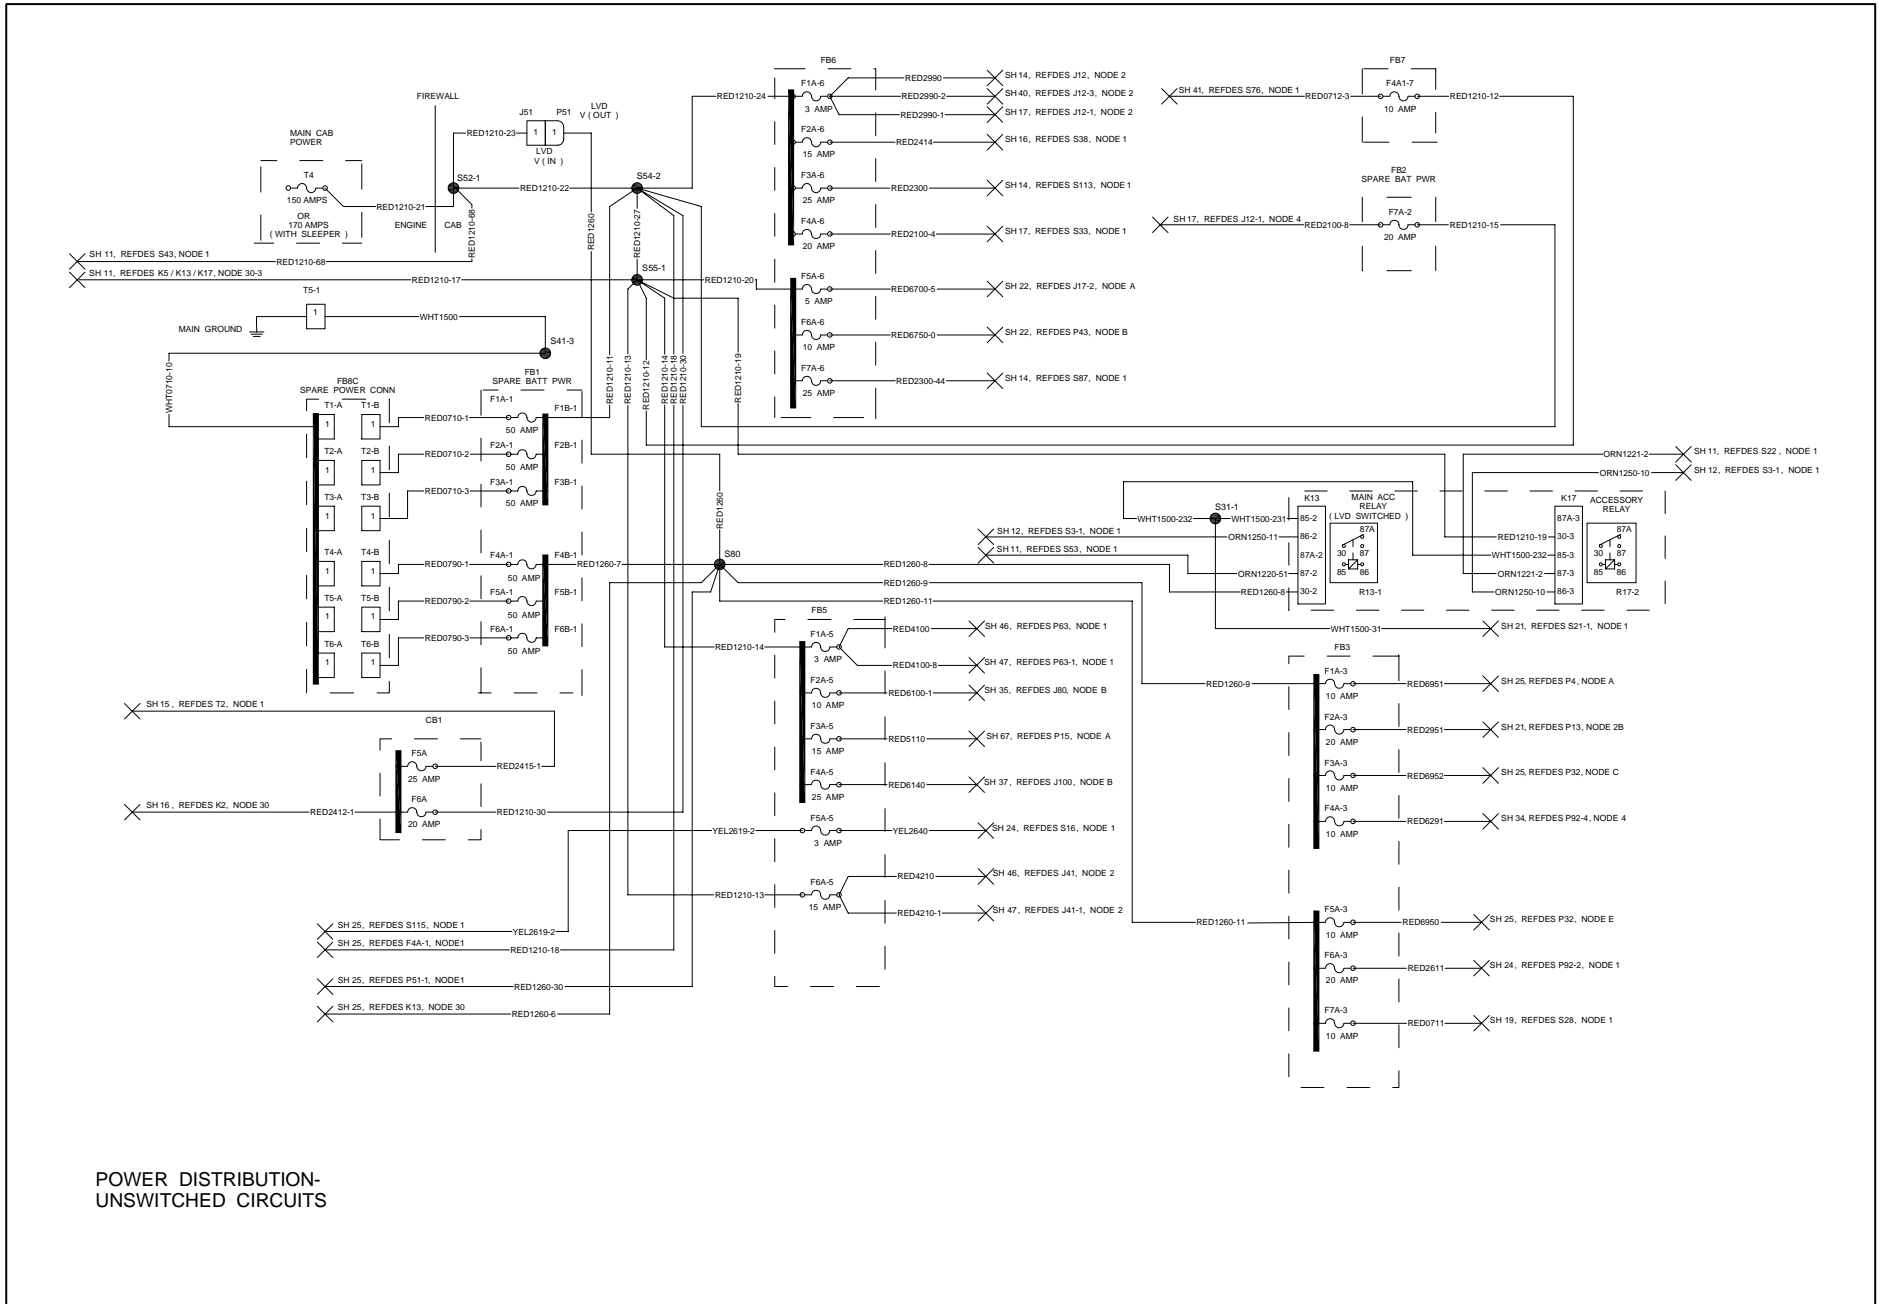 FB6
FB7
F1A-6
3 AMP
RED2990
SH 14, REFDES J12, NODE 2
RED1210-24
RED2990-2
SH 40, REFDES J12-3, NODE 2
RED2990-1
SH 17, REFDES J12-1, NODE 2
F2A-6
15 AMP
RED2414
SH 16, REFDES S38, NODE 1
F3A-6
25 AMP
RED2300
SH 14, REFDES S113, NODE 1
F4A-6
20 AMP
RED2100-4
SH 17, REFDES S33, NODE 1
F5A-6
5 AMP
RED1210-20
RED6700-5
SH 22, REFDES J17-2, NODE A
F6A-6
10 AMP
RED6750-0
SH 22, REFDES P43, NODE B
F7A-6
25 AMP
RED2300-44
SH 14, REFDES S87, NODE 1
SH 41, REFDES S76, NODE 1
RED0712-3
F4A1-7
10 AMP
RED1210-12
FB2
SPARE BAT PWR
SH 17, REFDES J12-1, NODE 4
RED2100-8
F7A-2
20 AMP
RED1210-15
FIREWALL
ENGINE
CAB
MAIN CAB
POWER
T4
150 AMPS
OR
170 AMPS
( WITH SLEEPER )
RED1210-21
S52-1
RED1210-23
J51
P51
1
1
LVD
V ( OUT )
LVD
V ( IN )
RED1210-22
S54-2
RED1210-68
RED1260
RED1210-27
SH 11, REFDES S43, NODE 1
RED1210-68
SH 11, REFDES K5 / K13 / K17, NODE 30-3
RED1210-17
S55-1
T5-1
1
WHT1500
MAIN GROUND
S41-3
WHT0710-10
RED1210-11
RED1210-13
RED1210-12
RED1210-14
RED1210-18
RED1210-30
RED1210-19
FB8C
SPARE POWER CONN
FB1
SPARE BATT PWR
T1-A
1
T1-B
1
RED0710-1
F1A-1
50 AMP
F1B-1
T2-A
1
T2-B
1
RED0710-2
F2A-1
50 AMP
F2B-1
T3-A
1
T3-B
1
RED0710-3
F3A-1
50 AMP
F3B-1
T4-A
1
T4-B
1
RED0790-1
F4A-1
50 AMP
F4B-1
RED1260-7
T5-A
1
T5-B
1
RED0790-2
F5A-1
50 AMP
F5B-1
T6-A
1
T6-B
1
RED0790-3
F6A-1
50 AMP
F6B-1
RED1260
S80
RED1260-8
RED1260-9
RED1260-11
SH 15 , REFDES T2, NODE 1
CB1
F5A
25 AMP
RED2415-1
SH 16 , REFDES K2, NODE 30
RED2412-1
F6A
20 AMP
RED1210-30
FB5
RED1210-14
F1A-5
3 AMP
RED4100
SH 46, REFDES P63, NODE 1
RED4100-8
SH 47, REFDES P63-1, NODE 1
F2A-5
10 AMP
RED6100-1
SH 35, REFDES J80, NODE B
F3A-5
15 AMP
RED5110
SH 67, REFDES P15, NODE A
F4A-5
25 AMP
RED6140
SH 37, REFDES J100, NODE B
YEL2619-2
F5A-5
3 AMP
YEL2640
SH 24, REFDES S16, NODE 1
RED1210-13
F6A-5
15 AMP
RED4210
SH 46, REFDES J41, NODE 2
RED4210-1
SH 47, REFDES J41-1, NODE 2
SH 25, REFDES S115, NODE 1
YEL2619-2
SH 25, REFDES F4A-1, NODE1
RED1210-18
SH 25, REFDES P51-1, NODE1
RED1260-30
SH 25, REFDES K13, NODE 30
RED1260-6
ORN1221-2
SH 11, REFDES S22 , NODE 1
ORN1250-10
SH 12, REFDES S3-1, NODE 1
S31-1
WHT1500-232
WHT1500-231
SH 12, REFDES S3-1, NODE 1
ORN1250-11
SH 11, REFDES S53, NODE 1
ORN1220-51
RED1260-8
K13
85-2
86-2
87A-2
87-2
30-2
MAIN ACC
RELAY
( LVD SWITCHED )
87A
30
87
85
86
R13-1
K17
87A-3
RED1210-19
30-3
WHT1500-232
85-3
ORN1221-2
87-3
ORN1250-10
86-3
ACCESSORY
RELAY
87A
30
87
85
86
R17-2
WHT1500-31
SH 21, REFDES S21-1, NODE 1
FB3
RED1260-9
F1A-3
10 AMP
RED6951
SH 25, REFDES P4, NODE A
F2A-3
20 AMP
RED2951
SH 21, REFDES P13, NODE 2B
F3A-3
10 AMP
RED6952
SH 25, REFDES P32, NODE C
F4A-3
10 AMP
RED6291
SH 34, REFDES P92-4, NODE 4
RED1260-11
F5A-3
10 AMP
RED6950
SH 25, REFDES P32, NODE E
F6A-3
20 AMP
RED2611
SH 24, REFDES P92-2, NODE 1
F7A-3
10 AMP
RED0711
SH 19, REFDES S28, NODE 1
POWER DISTRIBUTION-
UNSWITCHED CIRCUITS